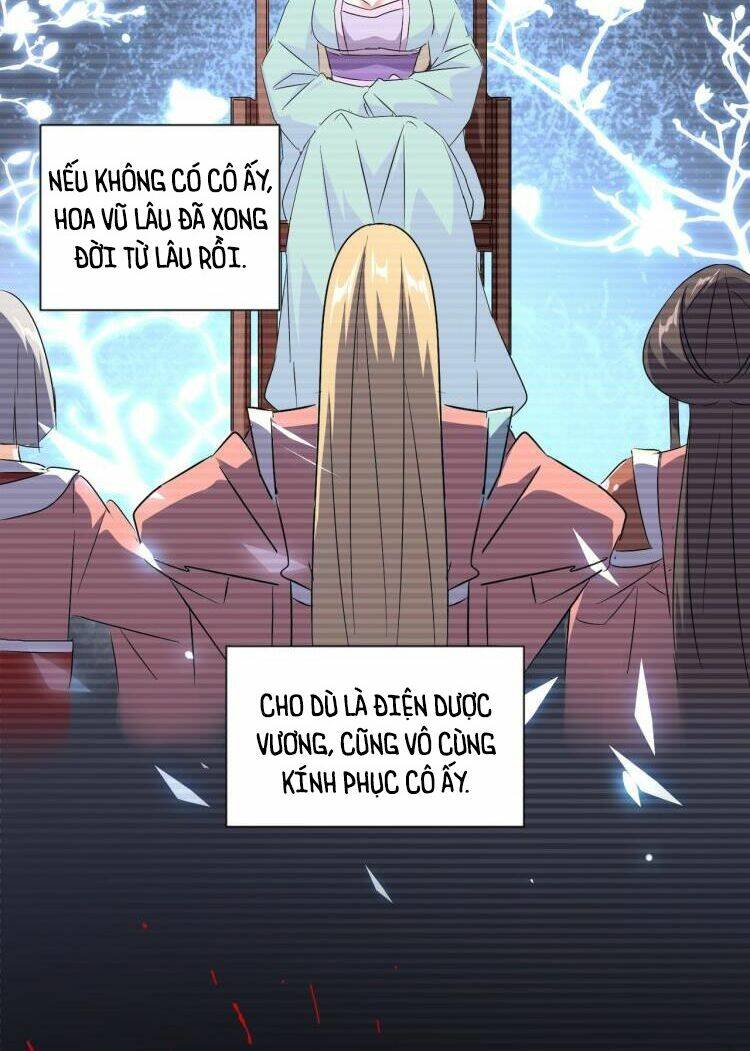 NẾU KHÔNG CÓ CÔ ẤY,
HOA VŨ LÂU ĐÃ XONG
ĐỜI TỪ LÂU RỒI.
CHO DÙ LÀ ĐIỆN DƯỢC
VƯƠNG, CŨNG VÔ CÙNG
KÍNH PHỤC CÔ ẤY.